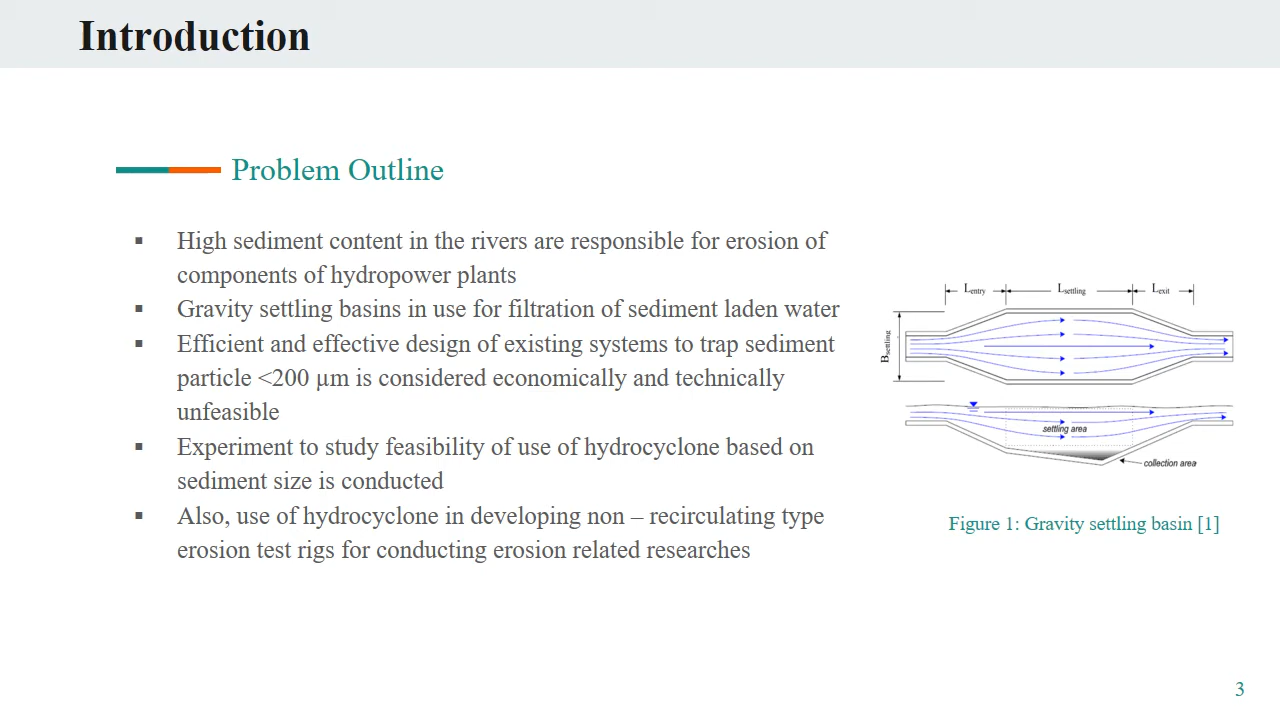 Introduction
Problem Outline
▪ High sediment content in the rivers are responsible for erosion of
components of hydropower plants
▪ Gravity settling basins in use for filtration of sediment laden water
▪ Efficient and effective design of existing systems to trap sediment
particle <200 µm is considered economically and technically
unfeasible
▪ Experiment to study feasibility of use of hydrocyclone based on
sediment size is conducted
▪ Also, use of hydrocyclone in developing non – recirculating type
erosion test rigs for conducting erosion related researches
Lentry Lsettling Lexit
Bsettling
settling area
collection area
Figure 1: Gravity settling basin [1]
3